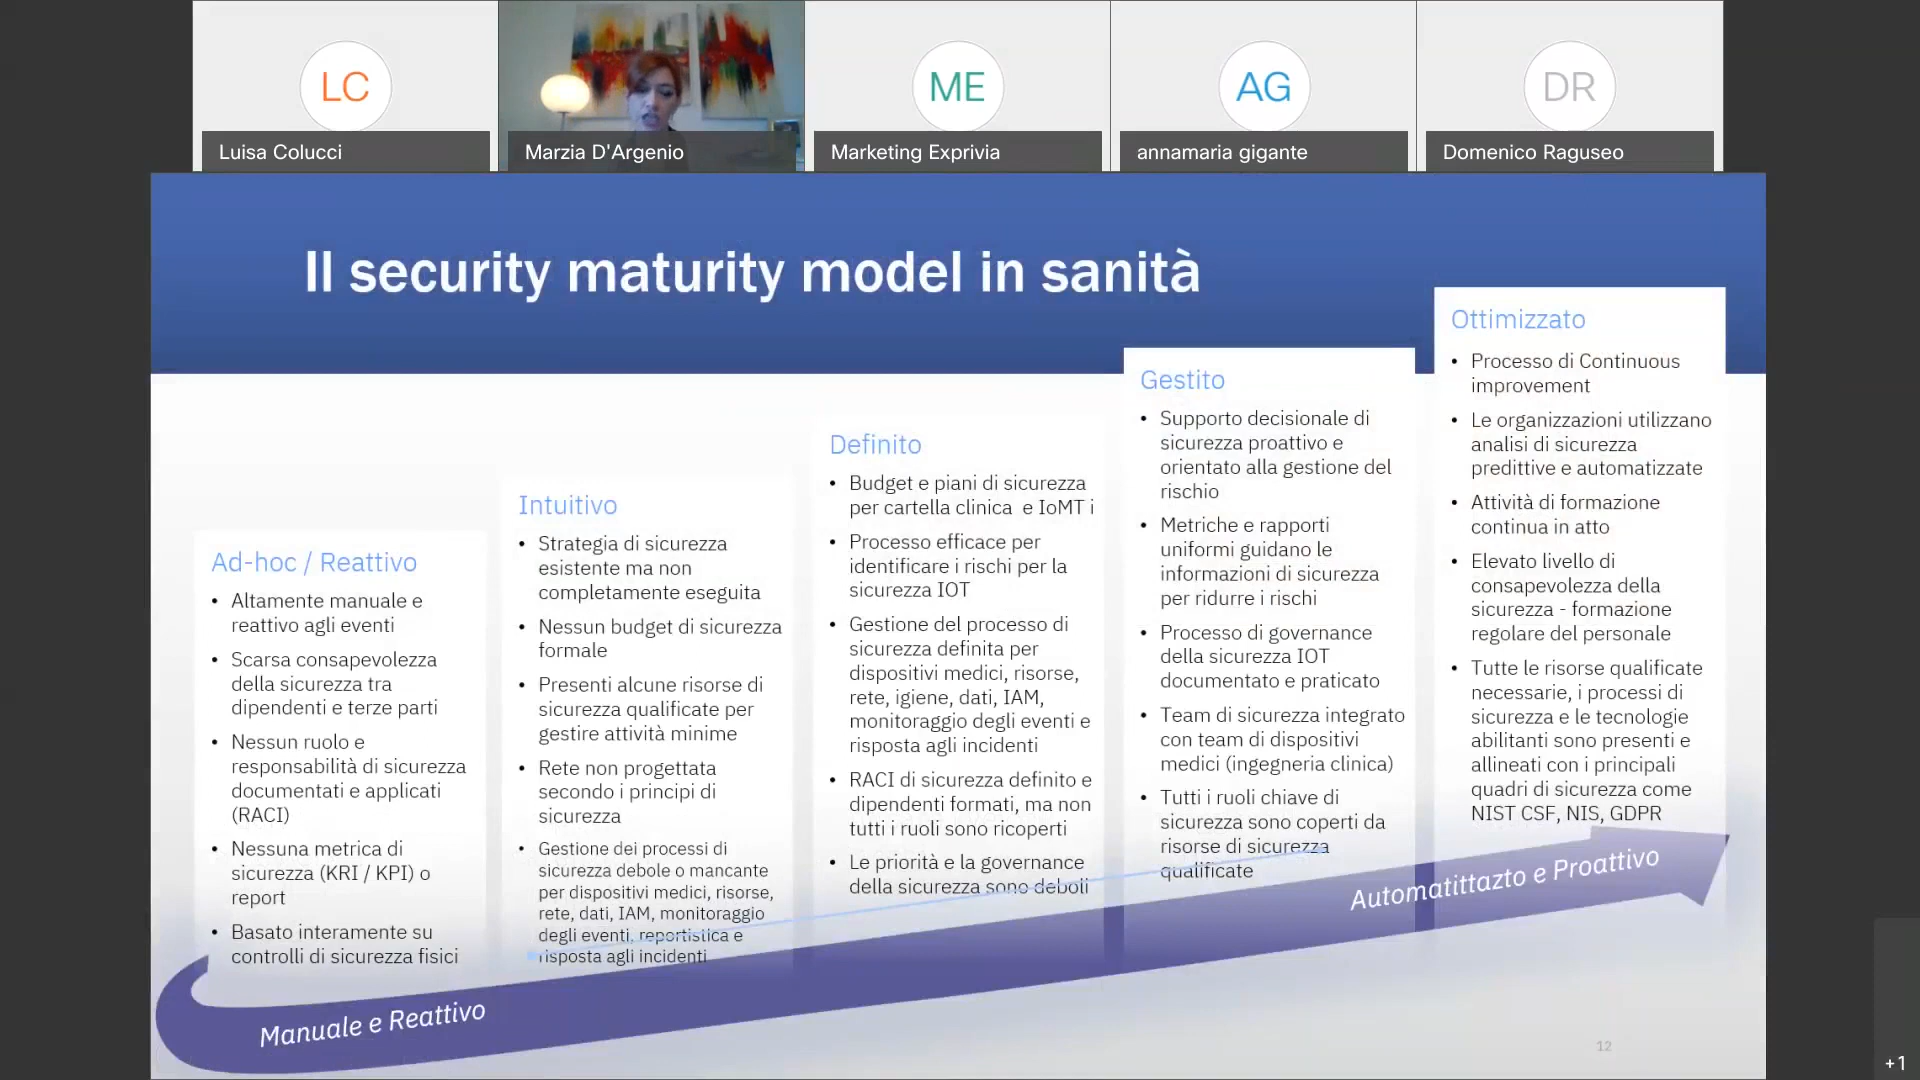 LC
ME
AG
DR
Luisa Colucci
Marzia D'Argenio
Marketing Exprivia
annamaria gigante
Domenico Raguseo
Il security maturity model in sanità
Ad-hoc / Reattivo
• Altamente manuale e
reattivo agli eventi
• Scarsa consapevolezza
della sicurezza tra
dipendenti e terze parti
• Nessun ruolo e
responsabilità di sicurezza
documentati e applicati
(RACI)
• Nessuna metrica di
sicurezza (KRI / KPI) o
report
• Basato interamente su
controlli di sicurezza fisici
Intuitivo
• Strategia di sicurezza
esistente ma non
completamente eseguita
• Nessun budget di sicurezza
formale
• Presenti alcune risorse di
sicurezza qualificate per
gestire attività minime
• Rete non progettata
secondo i principi di
sicurezza
• Gestione dei processi di
sicurezza debole o mancante
per dispositivi medici, risorse,
rete, dati, IAM, monitoraggio
degli eventi, reportistica e
risposta agli incidenti
Definito
• Budget e piani di sicurezza
per cartella clinica e IoMT i
• Processo efficace per
identificare i rischi per la
sicurezza IOT
• Gestione del processo di
sicurezza definita per
dispositivi medici, risorse,
rete, igiene, dati, IAM,
monitoraggio degli eventi e
risposta agli incidenti
• RACI di sicurezza definito e
dipendenti formati, ma non
tutti i ruoli sono ricoperti
• Le priorità e la governance
della sicurezza sono deboli
Gestito
• Supporto decisionale di
sicurezza proattivo e
orientato alla gestione del
rischio
• Metriche e rapporti
uniformi guidano le
informazioni di sicurezza
per ridurre i rischi
• Processo di governance
della sicurezza IOT
documentato e praticato
• Team di sicurezza integrato
con team di dispositivi
medici (ingegneria clinica)
• Tutti i ruoli chiave di
sicurezza sono coperti da
risorse di sicurezza
qualificate
Ottimizzato
• Processo di Continuous
improvement
• Le organizzazioni utilizzano
analisi di sicurezza
predittive e automatizzate
• Attività di formazione
continua in atto
• Elevato livello di
consapevolezza della
sicurezza - formazione
regolare del personale
• Tutte le risorse qualificate
necessarie, i processi di
sicurezza e le tecnologie
abilitanti sono presenti e
allineati con i principali
quadri di sicurezza come
NIST CSF, NIS, GDPR
Manuale e Reattivo
Automatittazto e Proattivo
12
+1